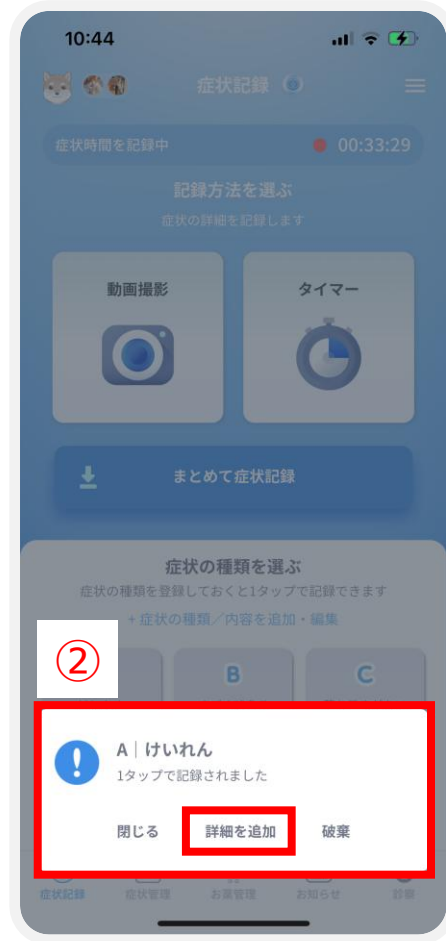 10:44
症状記録
症状時間を記録中
00:33:29
記録方法を選ぶ
症状の詳細を記録します
動画撮影
タイマー
まとめて症状記録
症状の種類を選ぶ
症状の種類を登録しておくと1タップで記録できます
+ 症状の種類／内容を追加・編集
②
B
C
A｜けいれん
1タップで記録されました
閉じる
詳細を追加
破棄
症状記録
症状管理
お薬管理
お知らせ
診察